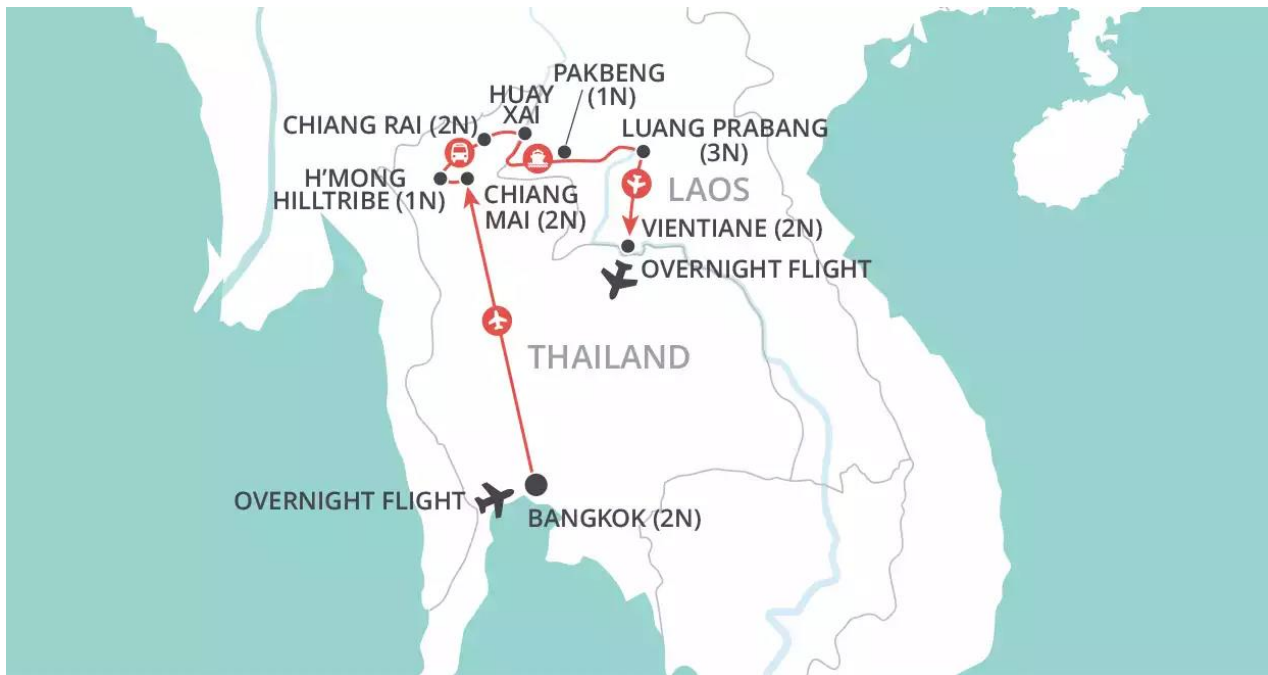 PAKBENG
(1N)
HUAY
XAI
CHIANG RAI (2N)
LUANG PRABANG
(3N)
H'MONG
HILLTRIBE (1N)
CHIANG
MAI (2N)
LAOS
VIENTIANE (2N)
OVERNIGHT FLIGHT
THAILAND
OVERNIGHT FLIGHT
BANGKOK (2N)